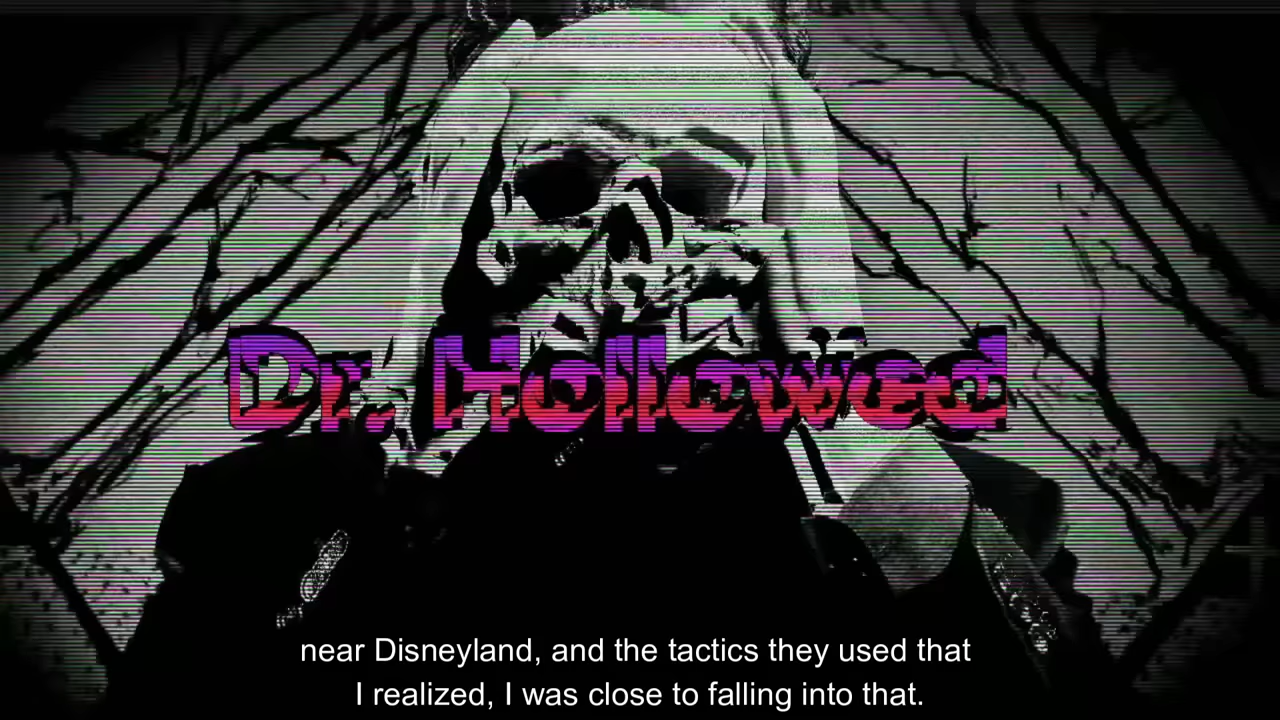 Dr. Hollowed
near Disneyland, and the tactics they used that
I realized, I was close to falling into that.